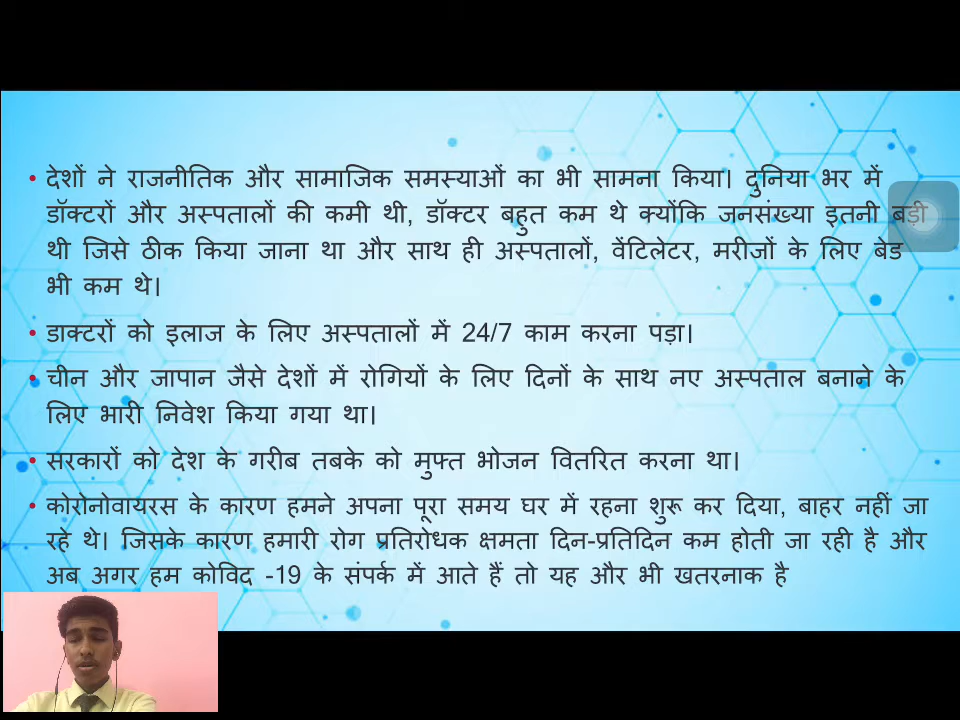 • देशों ने राजनीतिक और सामाजिक समस्याओं का भी सामना किया। दुनिया भर में
डॉक्टरों और अस्पतालों की कमी थी, डॉक्टर बहुत कम थे क्योंकि जनसंख्या इतनी बड़ी
थी जिसे ठीक किया जाना था और साथ ही अस्पतालों, वेंटिलेटर, मरीजों के लिए बेड
भी कम थे।
• डाक्टरों को इलाज के लिए अस्पतालों में 24/7 काम करना पड़ा।
• चीन और जापान जैसे देशों में रोगियों के लिए दिनों के साथ नए अस्पताल बनाने के
लिए भारी निवेश किया गया था।
• सरकारों को देश के गरीब तबके को मुफ्त भोजन वितरित करना था।
• कोरोनोवायरस के कारण हमने अपना पूरा समय घर में रहना शुरू कर दिया, बाहर नहीं जा
रहे थे। जिसके कारण हमारी रोग प्रतिरोधक क्षमता दिन-प्रतिदिन कम होती जा रही है और
अब अगर हम कोविद -19 के संपर्क में आते हैं तो यह और भी खतरनाक है